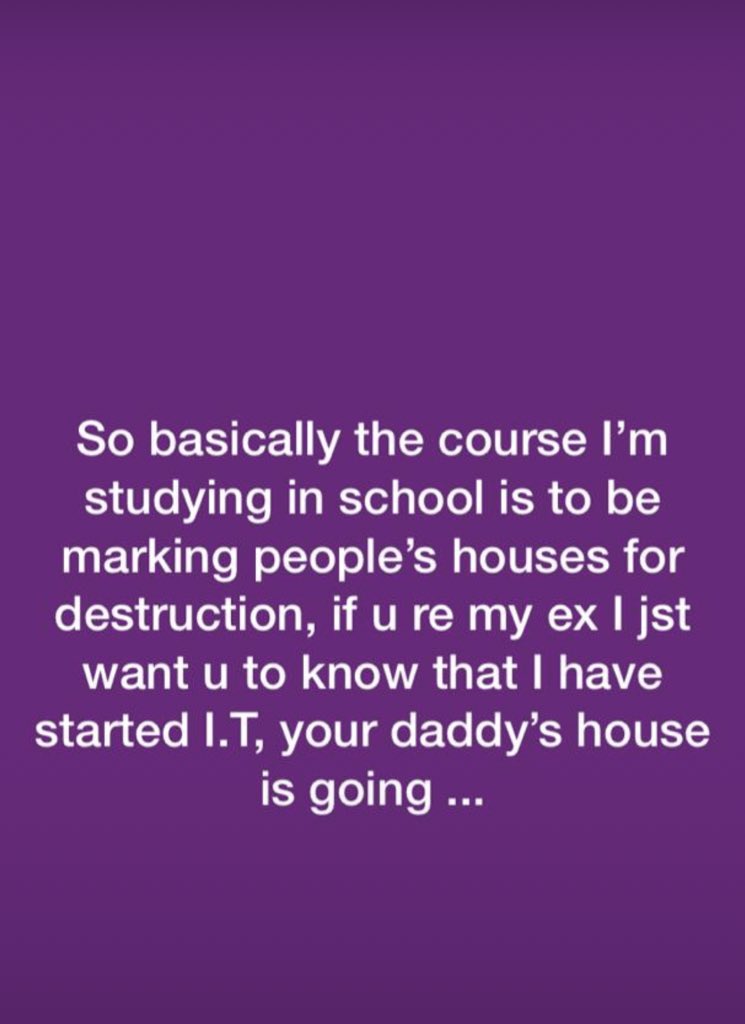 So basically the course I’m
studying in school is to be
marking people’s houses for
destruction, if u re my ex I jst
want u to know that I have
started I.T, your daddy’s house
is going ...